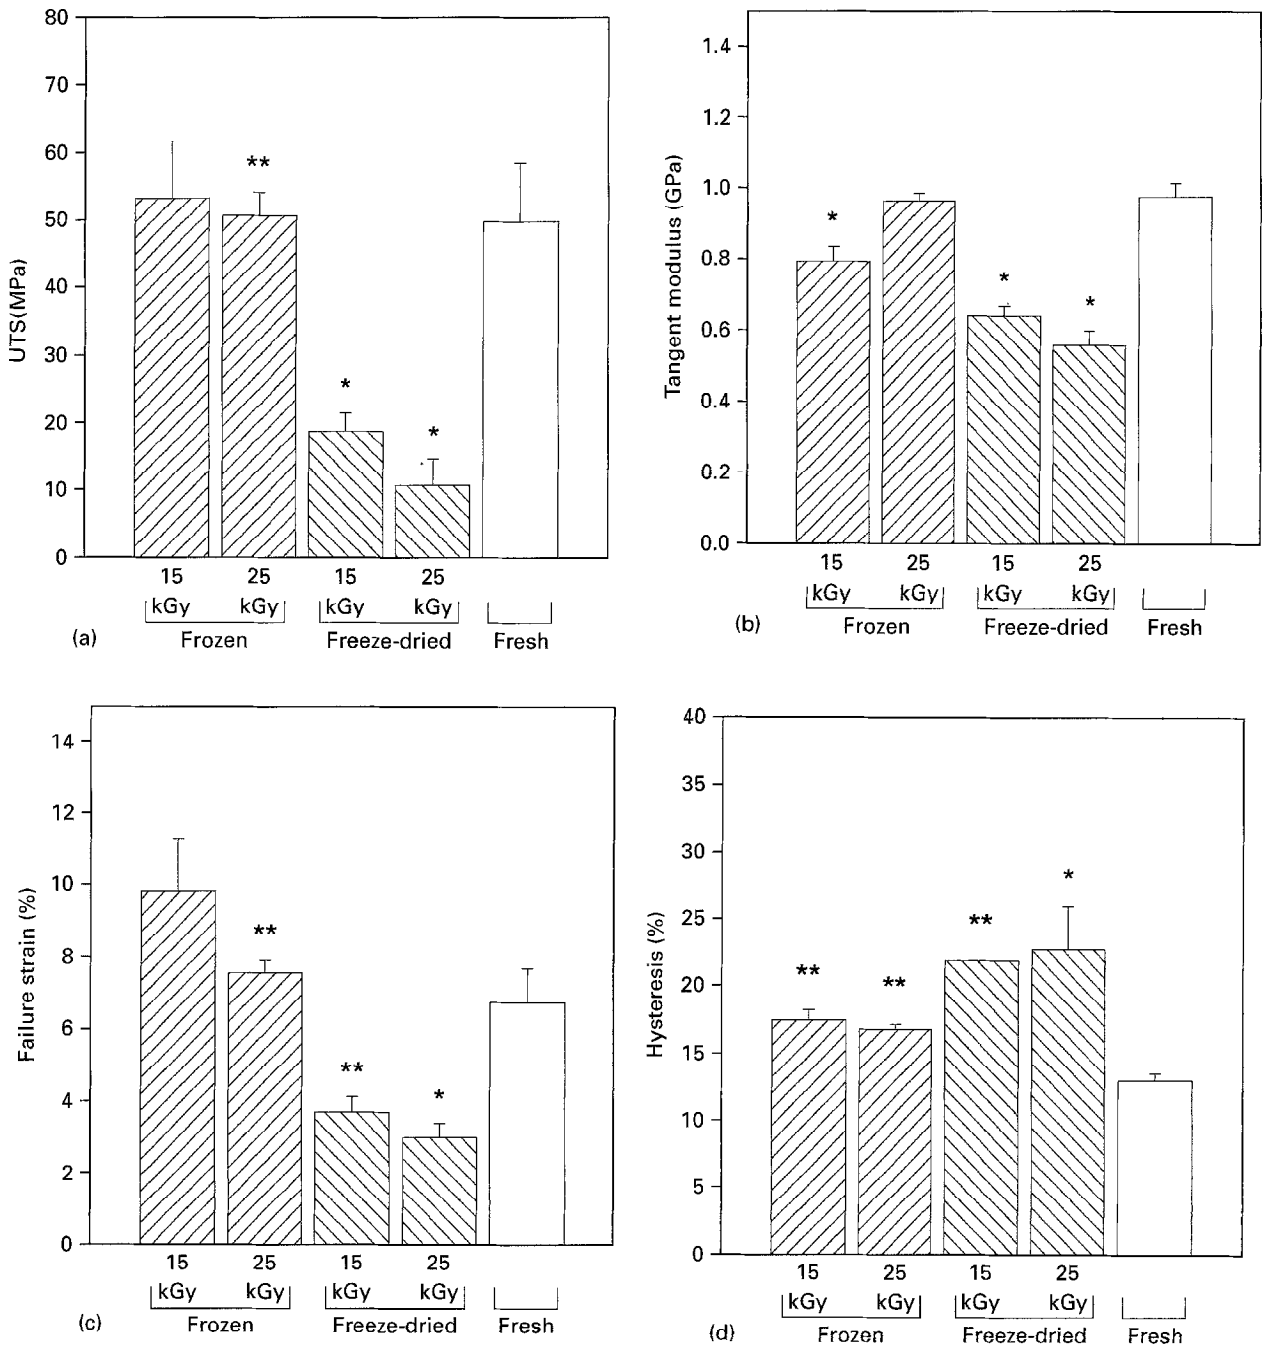 80
70
60
50
40
30
20
10
0
UTS(MPa)
**
*
*
15 25 15 25
kGy kGy kGy kGy
(a) Frozen Freeze-dried Fresh
1.4
1.2
1.0
0.8
0.6
0.4
0.2
0.0
Tangent modulus (GPa)
*
*
*
15 25 15 25
kGy kGy kGy kGy
(b) Frozen Freeze-dried Fresh
14
12
10
8
6
4
2
0
Failure strain (%)
**
**
*
15 25 15 25
kGy kGy kGy kGy
(c) Frozen Freeze-dried Fresh
40
35
30
25
20
15
10
5
0
Hysteresis (%)
**
**
**
*
15 25 15 25
kGy kGy kGy kGy
(d) Frozen Freeze-dried Fresh